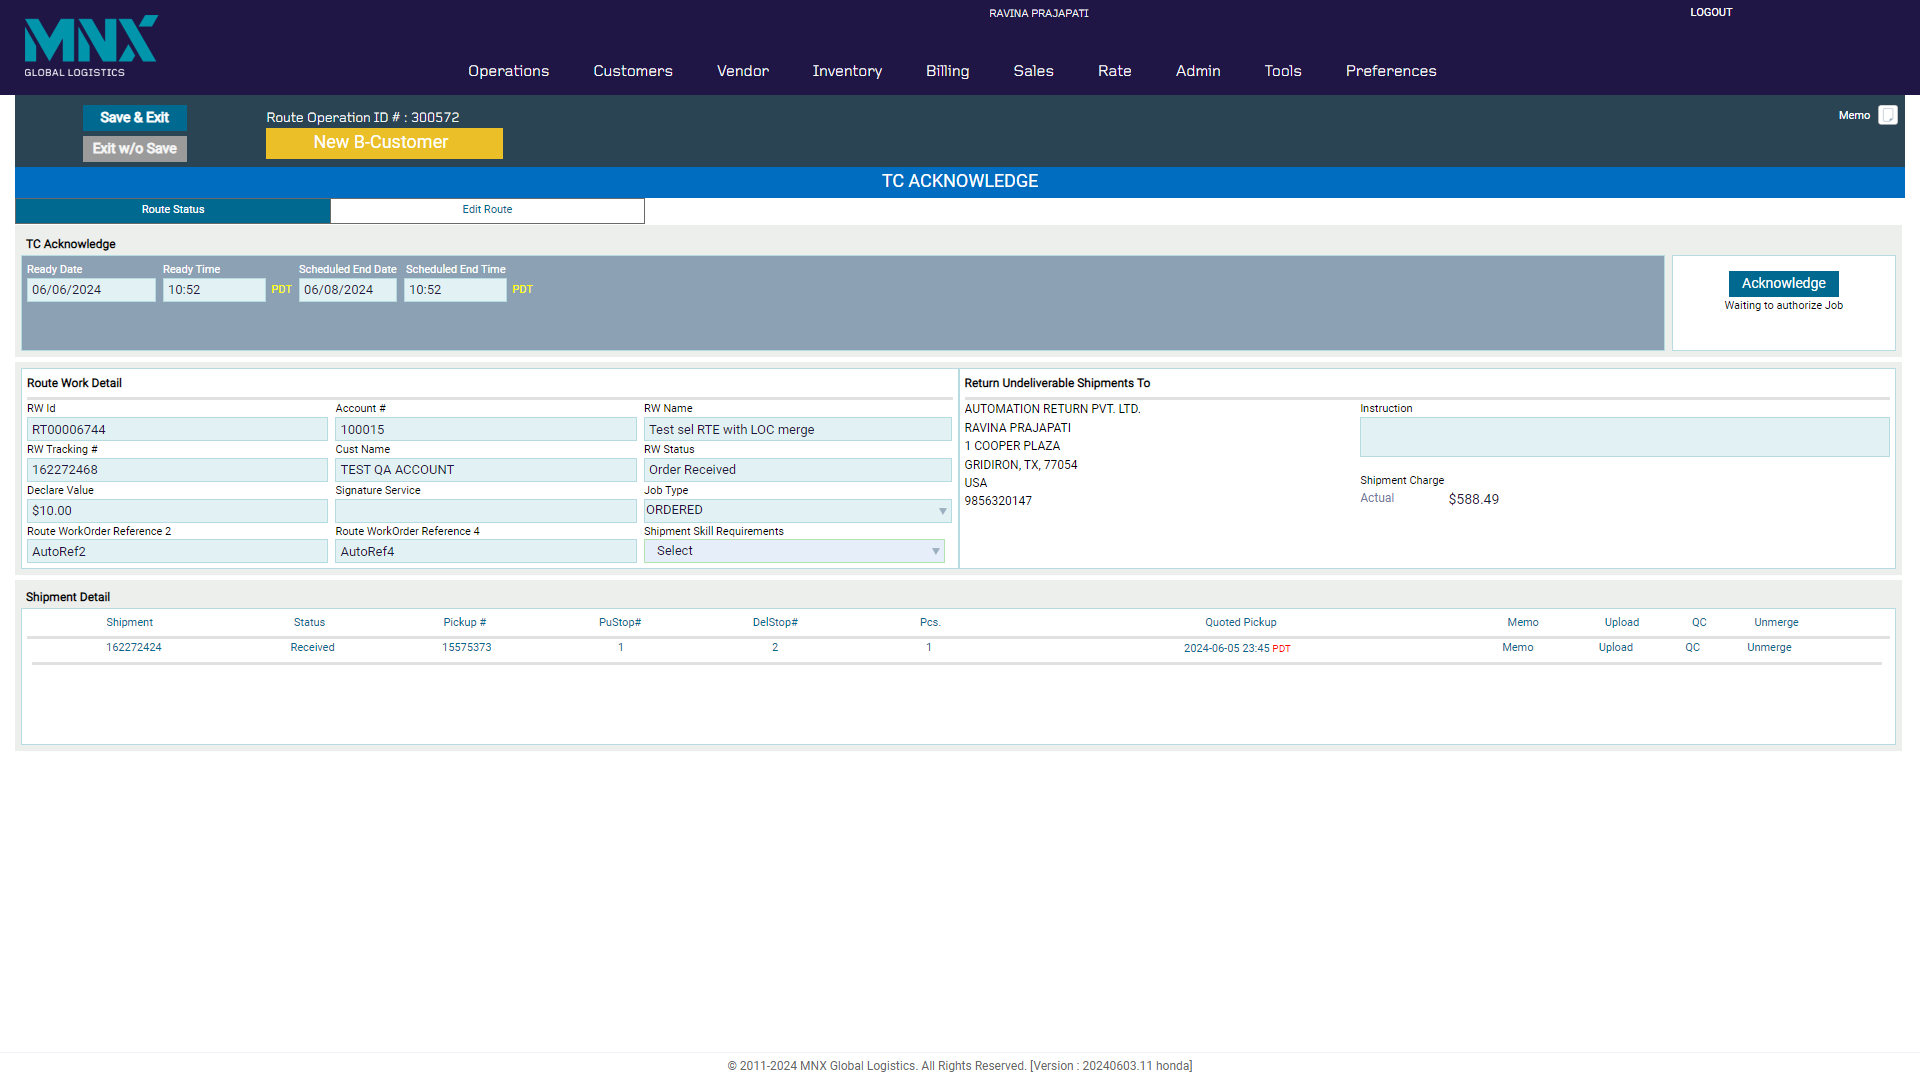 MNX
GLOBAL LOGISTICS
RAVINA PRAJAPATI
LOGOUT
Operations Customers Vendor Inventory Billing Sales Rate Admin Tools Preferences
Save & Exit
Exit w/o Save
Route Operation ID # : 300572
New B-Customer
Memo
TC ACKNOWLEDGE
Route Status Edit Route
TC Acknowledge
Ready Date Ready Time Scheduled End Date Scheduled End Time
06/06/2024 10:52 PDT 06/08/2024 10:52 PDT
Acknowledge
Waiting to authorize Job
Route Work Detail
RW Id Account # RW Name
RT00006744 100015 Test sel RTE with LOC merge
RW Tracking # Cust Name RW Status
162272468 TEST QA ACCOUNT Order Received
Declare Value Signature Service Job Type
$10.00 ORDERED
Route WorkOrder Reference 2 Route WorkOrder Reference 4 Shipment Skill Requirements
AutoRef2 AutoRef4 Select
Return Undeliverable Shipments To
AUTOMATION RETURN PVT. LTD.
RAVINA PRAJAPATI
1 COOPER PLAZA
GRIDIRON, TX, 77054
USA
9856320147
Instruction
Shipment Charge
Actual $588.49
Shipment Detail
Shipment Status Pickup # PuStop# DelStop# Pcs. Quoted Pickup Memo Upload QC Unmerge
162272424 Received 15575373 1 2 1 2024-06-05 23:45 PDT Memo Upload QC Unmerge
© 2011-2024 MNX Global Logistics. All Rights Reserved. [Version : 20240603.11 honda]